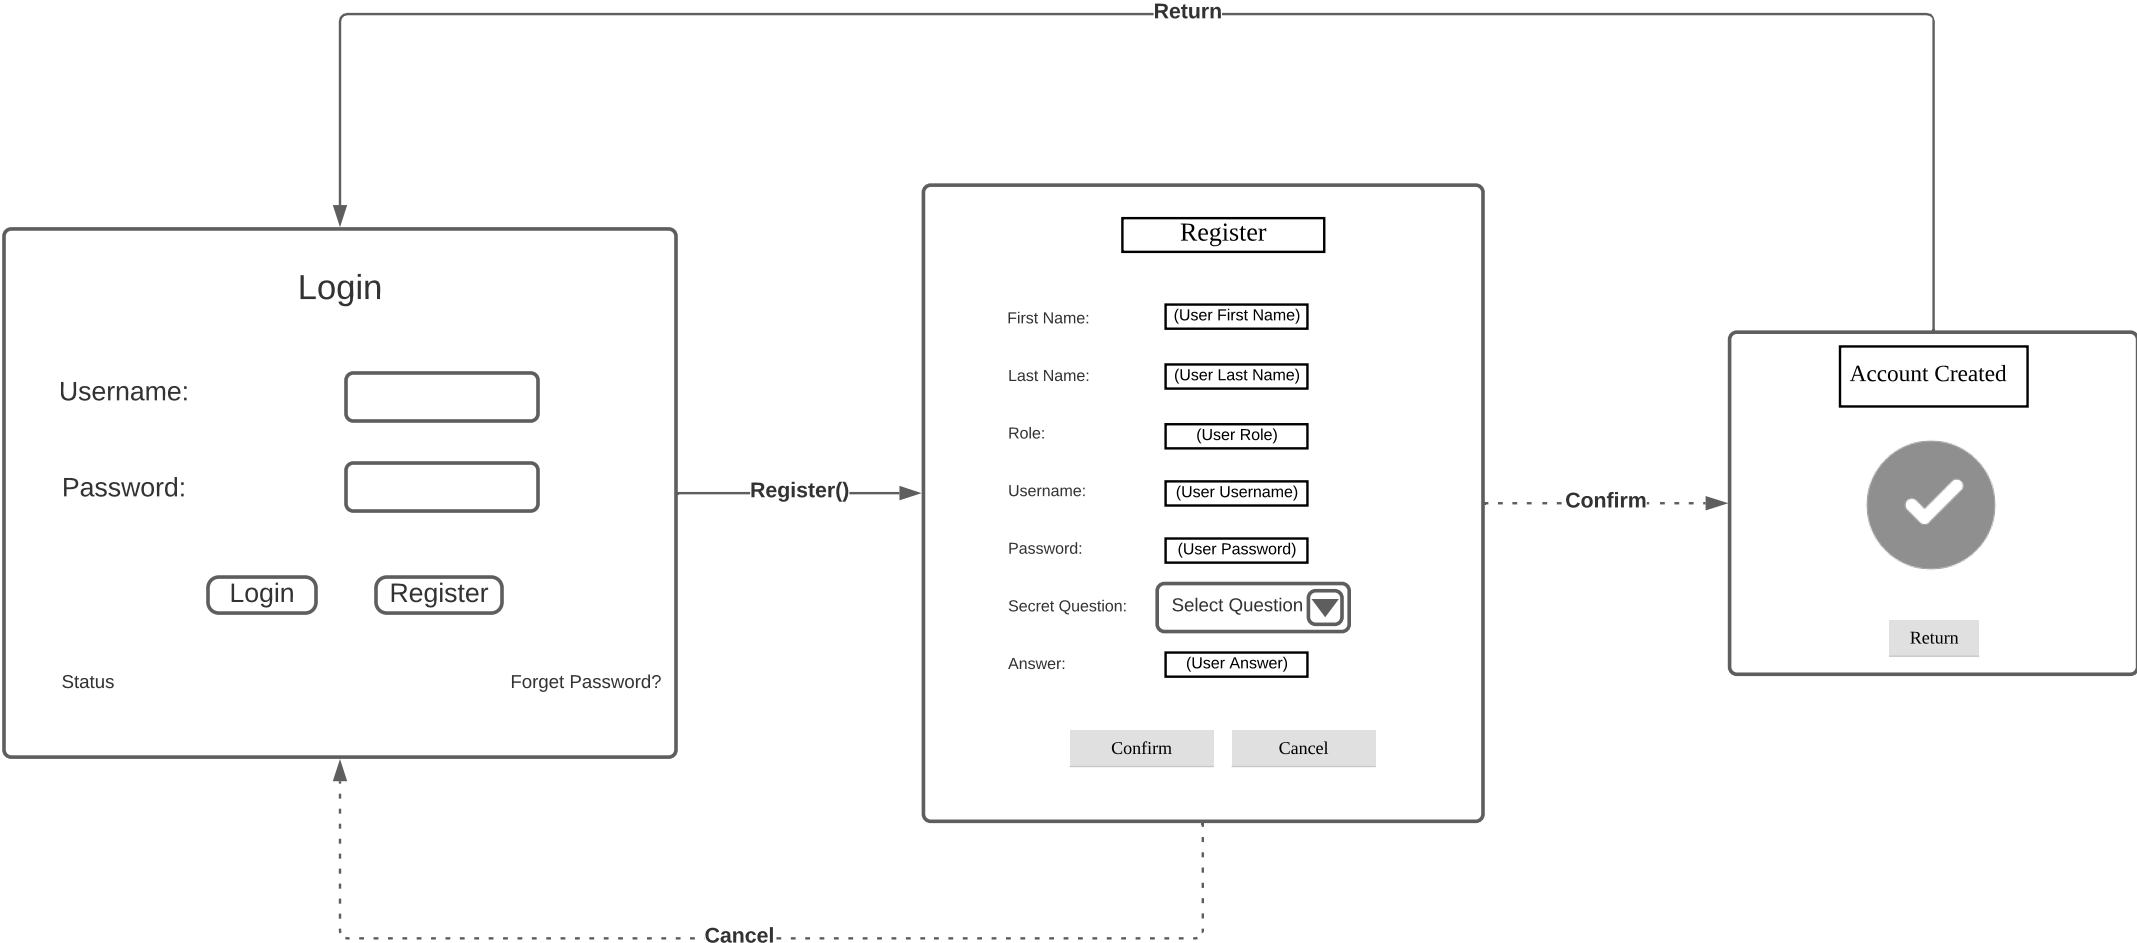 Return
Login
Username:
Password:
Login
Register
Status
Forget Password?
Register()
Register
First Name:
(User First Name)
Last Name:
(User Last Name)
Role:
(User Role)
Username:
(User Username)
Password:
(User Password)
Secret Question:
Select Question
Answer:
(User Answer)
Confirm
Cancel
Confirm
Account Created
Return
Cancel